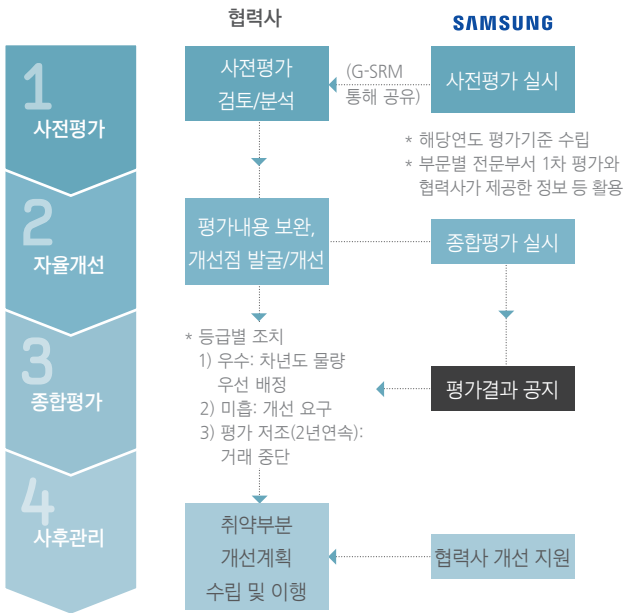 협력사
SAMSUNG
1
사전평가
사전평가
검토/분석
(G-SRM
통해 공유)
사전평가 실시
* 해당연도 평가기준 수립
* 부문별 전문부서 1차 평가와
협력사가 제공한 정보 등 활용
2
자율개선
평가내용 보완,
개선점 발굴/개선
종합평가 실시
3
종합평가
* 등급별 조치
1) 우수: 차년도 물량
우선 배정
2) 미흡: 개선 요구
3) 평가 저조(2년연속):
거래 중단
평가결과 공지
4
사후관리
취약부분
개선계획
수립 및 이행
협력사 개선 지원